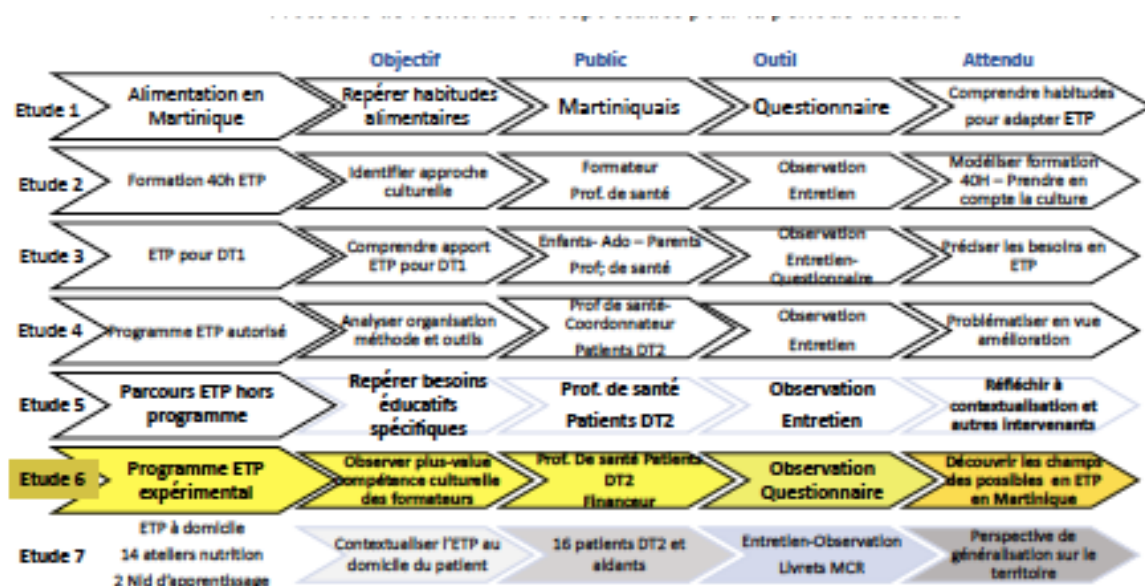 Objectif Public Outil Attendu
Etude 1
Alimentation en
Martinique
Repérer habitudes
alimentaires
Martiniquais
Questionnaire
Comprendre habitudes
pour adapter ETP
Etude 2
Formation 40h ETP
Identifier approche
culturelle
Formateur
Prof. de santé
Observation
Entretien
Modéliser formation
40H – Prendre en
compte la culture
Etude 3
ETP pour DT1
Comprendre apport
ETP pour DT1
Enfants- Ado – Parents
Prof; de santé
Observation
Entretien-
Questionnaire
Préciser les besoins en
ETP
Etude 4
Programme ETP autorisé
Analyser organisation
méthode et outils
Prof de santé-
Coordonnateur
Patients DT2
Observation
Entretien
Problématiser en vue
amélioration
Etude 5
Parcours ETP hors
programme
Repérer besoins
éducatifs
spécifiques
Prof. de santé
Patients DT2
Observation
Entretien
Réfléchir à
contextualisation et
autres intervenants
Etude 6
Programme ETP
expérimental
Observer plus-value
compétence culturelle
des formateurs
Prof. De santé Patients
DT2
Financeur
Observation
Questionnaire
Découvrir les champs
des possibles en ETP
en Martinique
Etude 7
ETP à domicile
14 ateliers nutrition
2 Nid d'apprentissage
Contextualiser l'ETP au
domicile du patient
16 patients DT2 et
aidants
Entretien-Observation
Livrets MCR
Perspective de
généralisation sur le
territoire